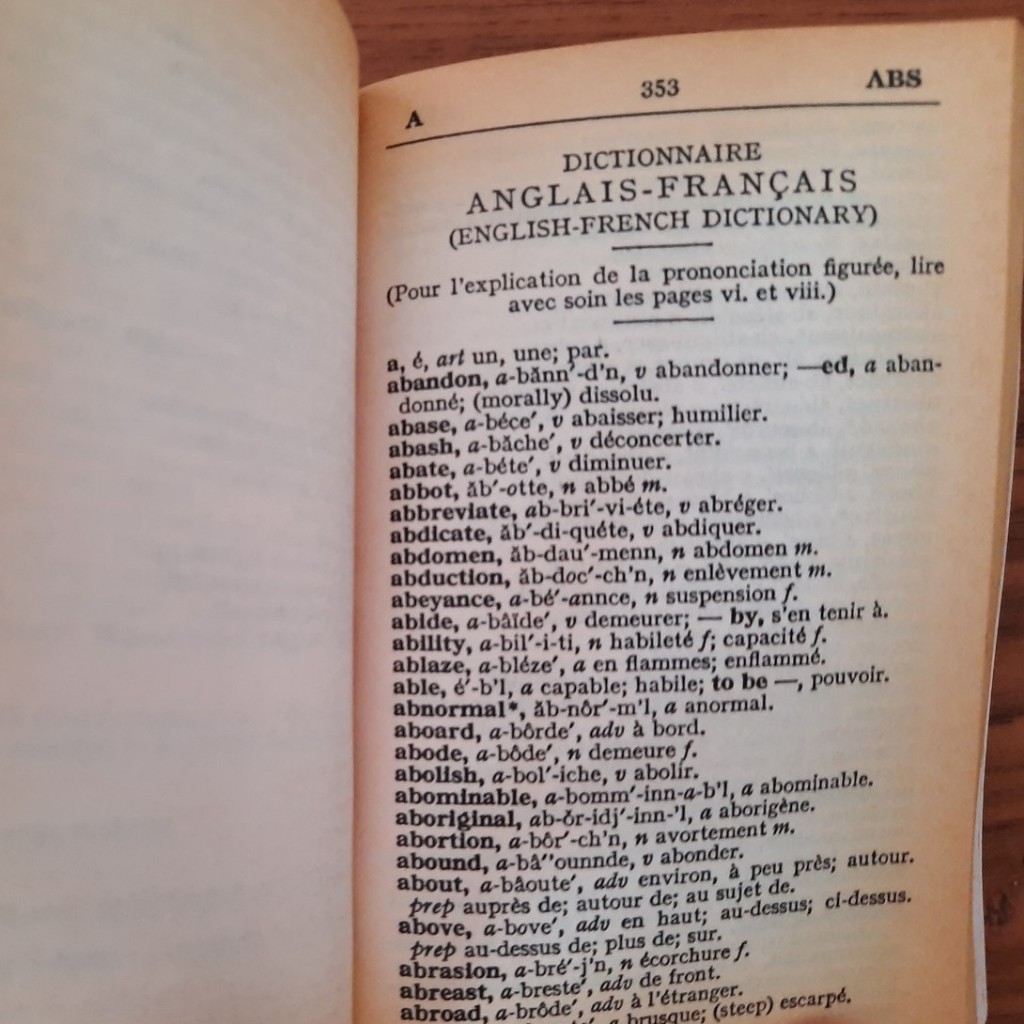 A 353 ABS
DICTIONNAIRE
ANGLAIS-FRANÇAIS
(ENGLISH-FRENCH DICTIONARY)
(Pour l'explication de la prononciation figurée, lire
avec soin les pages vi. et viii.)
a, é, art un, une; par.
abandon, a-bănn′-d'n, v abandonner; —ed, a aban-
donné; (morally) dissolu.
abase, a-béce′, v abaisser; humilier.
abash, a-băche′, v déconcerter.
abate, a-béte′, v diminuer.
abbot, ăb′-otte, n abbé m.
abbreviate, ab-bri′-vi-éte, v abréger.
abdicate, ăb′-di-quéte, v abdiquer.
abdomen, ăb-dau′-menn, n abdomen m.
abduction, ăb-doc′-ch'n, n enlèvement m.
abeyance, a-bé′-annce, n suspension f.
abide, a-bâïde′, v demeurer; — by, s'en tenir à.
ability, a-bil′-i-ti, n habileté f; capacité f.
ablaze, a-bléze′, a en flammes; enflammé.
able, é′-b'l, a capable; habile; to be —, pouvoir.
abnormal*, ăb-nôr′-m'l, a anormal.
aboard, a-bôrde′, adv à bord.
abode, a-bôde′, n demeure f.
abolish, a-bol′-iche, v abolir.
abominable, a-bomm′-inn-a-b'l, a abominable.
aboriginal, ab-ŏr-idj′-inn-'l, a aborigène.
abortion, a-bôr′-ch'n, n avortement m.
abound, a-bâ′'ounnde, v abonder.
about, a-bâoute′, adv environ, à peu près; autour.
prep auprès de; autour de; au sujet de.
above, a-bove′, adv en haut; au-dessus; ci-dessus.
prep au-dessus de; plus de; sur.
abrasion, a-bré′-j'n, n écorchure f.
abreast, a-breste′, adv de front.
abroad, a-brôde′, adv à l'étranger.
a brusque; (steep) escarpé.